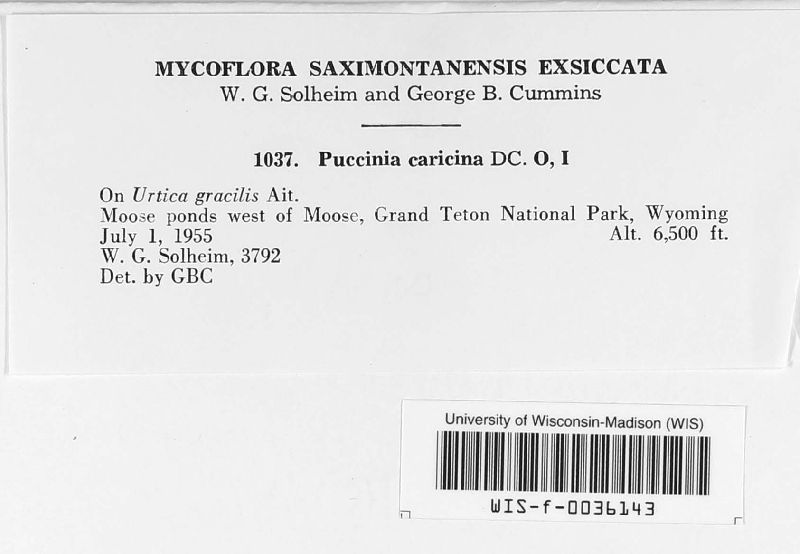 MYCOFLORA SAXIMONTANENSIS EXSICCATA
W. G. Solheim and George B. Cummins
1037. Puccinia caricina DC. O, I
On Urtica gracilis Ait.
Moose ponds west of Moose, Grand Teton National Park, Wyoming
July 1, 1955 Alt. 6,500 ft.
W. G. Solheim, 3792
Det. by GBC
University of Wisconsin-Madison (WIS)
WIS-f-0036143